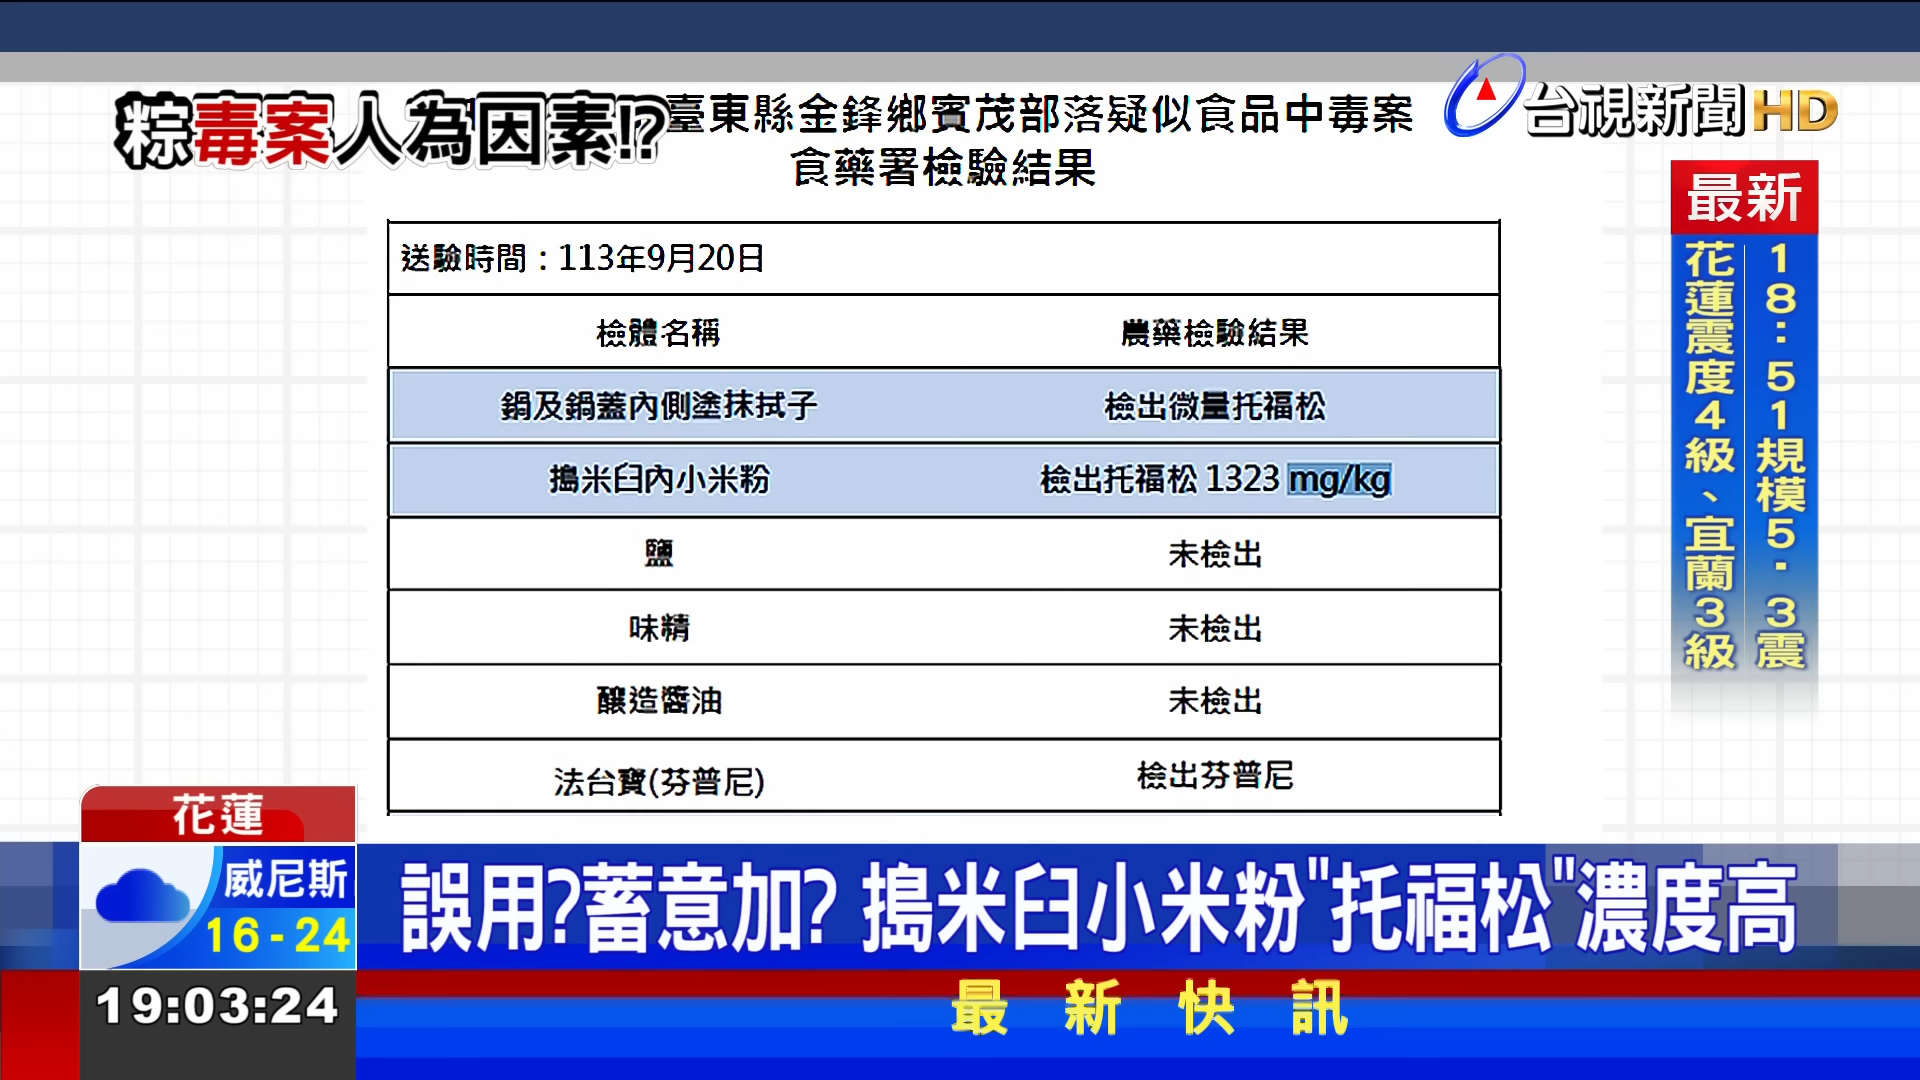 粽毒案人為因素!?
臺東縣金鋒鄉賓茂部落疑似食品中毒案
食藥署檢驗結果
台視新聞HD
送驗時間：113年9月20日
檢體名稱 農藥檢驗結果
鍋及鍋蓋內側塗抹拭子 檢出微量托福松
搗米臼內小米粉 檢出托福松 1323 mg/kg
鹽 未檢出
味精 未檢出
釀造醬油 未檢出
法台寶(芬普尼) 檢出芬普尼
最新
18:51規模5.3震
花蓮震度4級、宜蘭3級
花蓮
威尼斯
16-24
19:03:24
誤用?蓄意加? 搗米臼小米粉"托福松"濃度高
最新快訊